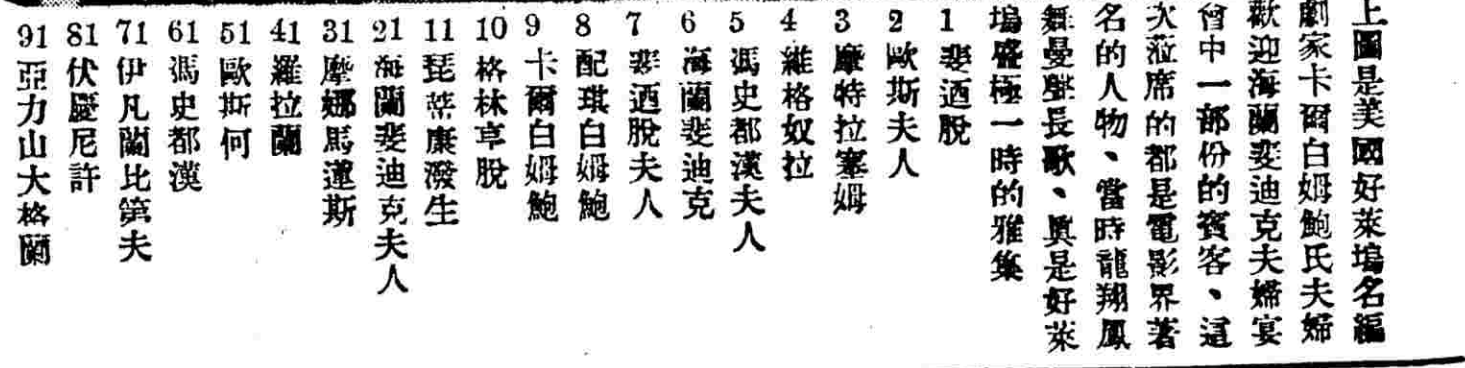 上圖是美國好萊塢名編
劇家卡爾白姆鮑氏夫婦
歡迎海蘭斐迪克夫婦宴
會中一部份的賓客、這
次蒞席的都是電影界著
名的人物、當時龍翔鳳
舞曼聲長歌、真是好萊
塢盛極一時的雅集
1 斐迺脫
2 歐斯夫人
3 摩特拉塞姆
4 維格奴拉
5 馮史都漢夫人
6 海蘭斐迪克
7 斐迺脫夫人
8 配琪白姆鮑
9 卡爾白姆鮑
10 格林享脫
11 琵蒂康潑生
21 海蘭斐迪克夫人
31 摩娜馬運斯
41 羅拉蘭
51 歐斯何
61 馮史都漢
71 伊凡蘭比第夫
81 伏慶尼許
91 亞力山大格蘭